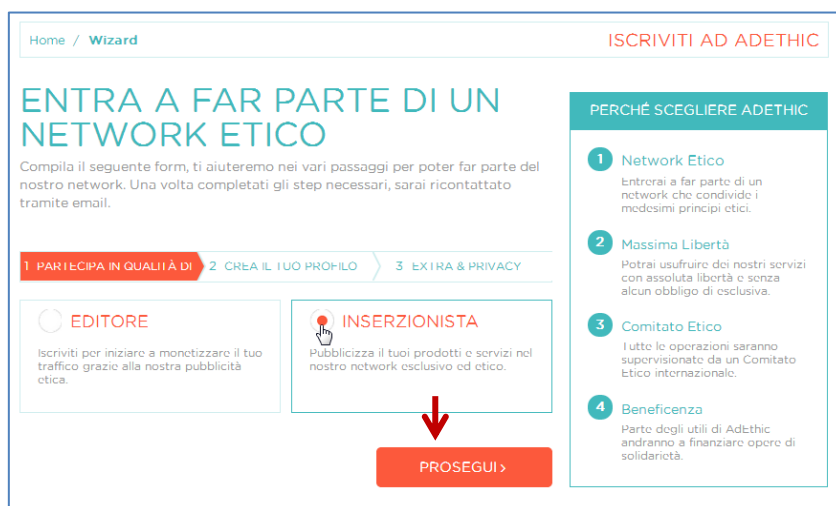 Home / Wizard
ISCRIVITI AD ADETHIC
ENTRA A FAR PARTE DI UN
NETWORK ETICO
Compila il seguente form, ti aiuteremo nei vari passaggi per poter far parte del
nostro network. Una volta completati gli step necessari, sarai ricontattato
tramite email.
1 PARTECIPA IN QUALITÀ DI
2 CREA IL TUO PROFILO
3 EXTRA & PRIVACY
EDITORE
Iscriviti per iniziare a monetizzare il tuo
traffico grazie alla nostra pubblicità
etica.
INSERZIONISTA
Pubblicizza il tuoi prodotti e servizi nel
nostro network esclusivo ed etico.
PROSEGUI >
PERCHÉ SCEGLIERE ADETHIC
1 Network Etico
Entrerai a far parte di un
network che condivide i
medesimi principi etici.
2 Massima Libertà
Potrai usufruire dei nostri servizi
con assoluta libertà e senza
alcun obbligo di esclusiva.
3 Comitato Etico
Tutte le operazioni saranno
supervisionate da un Comitato
Etico internazionale.
4 Beneficenza
Parte degli utili di AdEthic
andranno a finanziare opere di
solidarietà.